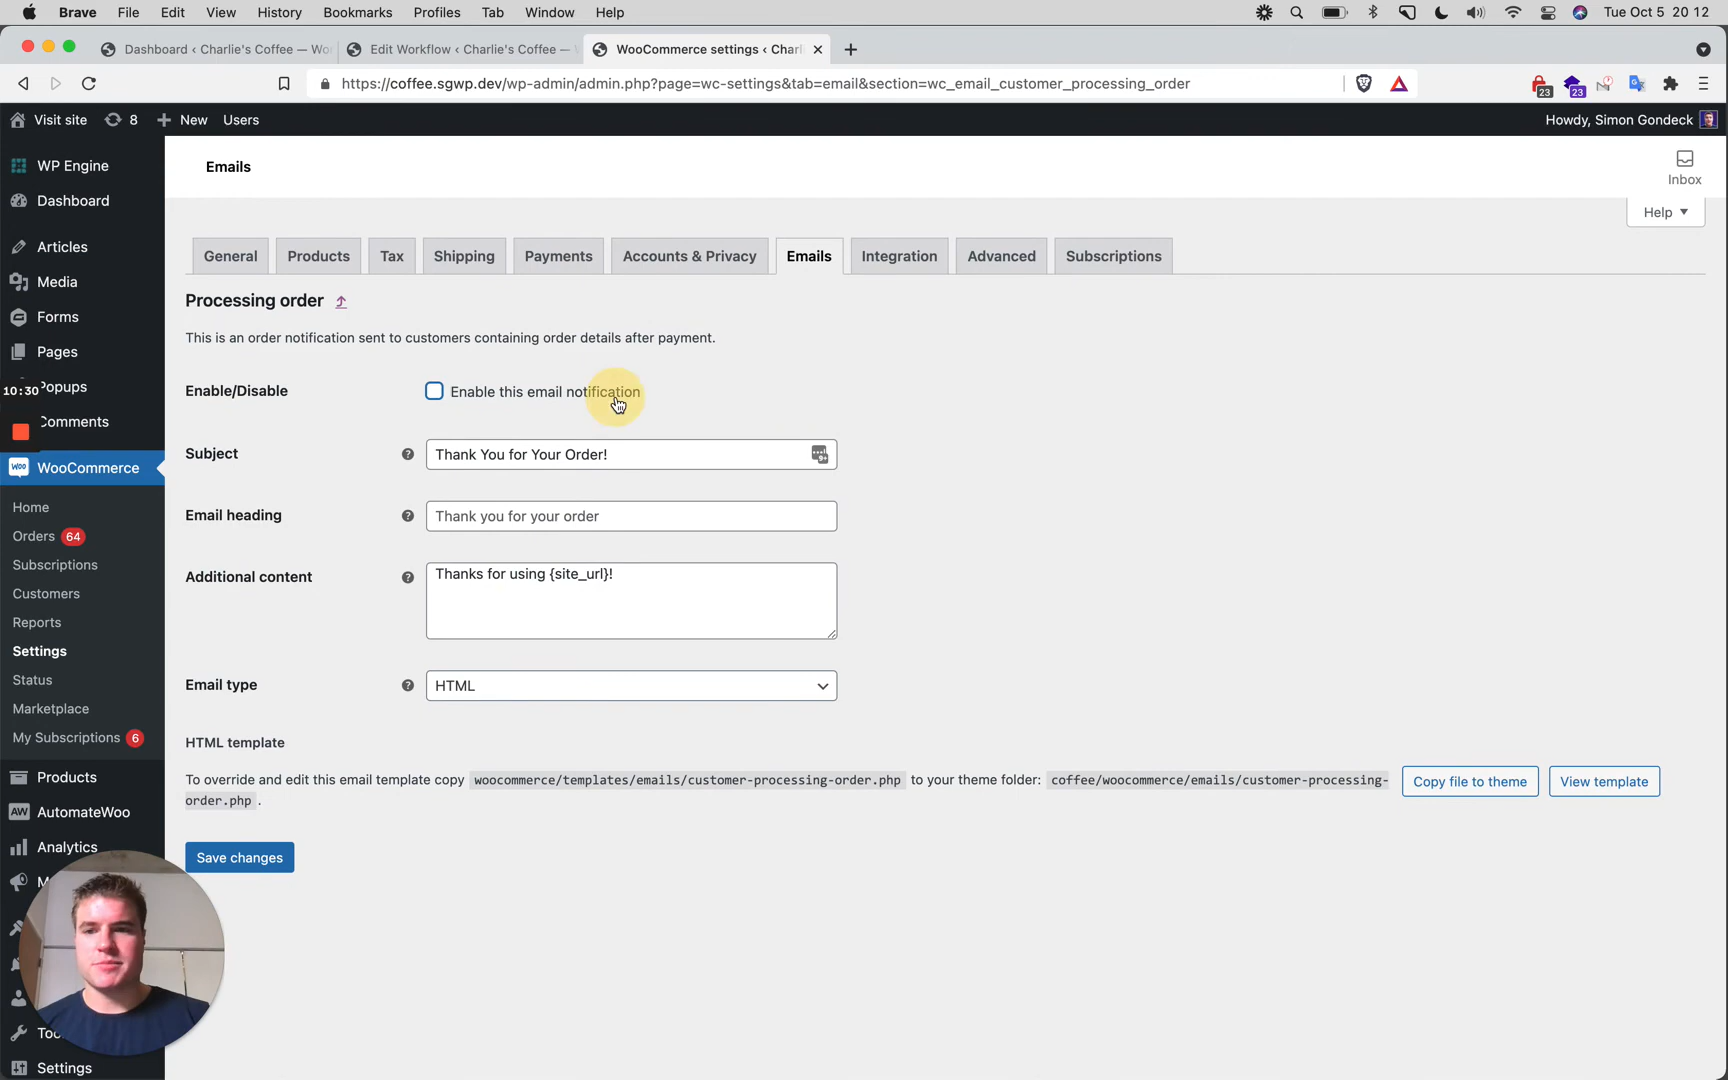 Brave File Edit View History Bookmarks Profiles Tab Window Help Tue Oct 5 20 12
Dashboard ‹ Charlie's Coffee — Wor
Edit Workflow ‹ Charlie's Coffee —
WooCommerce settings ‹ Charl
https://coffee.sgwp.dev/wp-admin/admin.php?page=wc-settings&tab=email&section=wc_email_customer_processing_order
23 23
Visit site 8 New Users Howdy, Simon Gondeck
WP Engine
Dashboard
Articles
Media
Forms
Pages
Popups
10:30
Comments
WooCommerce
Home
Orders 64
Subscriptions
Customers
Reports
Settings
Status
Marketplace
My Subscriptions 6
Products
AutomateWoo
Analytics
Settings
Emails
Inbox
Help
General Products Tax Shipping Payments Accounts & Privacy Emails Integration Advanced Subscriptions
Processing order
This is an order notification sent to customers containing order details after payment.
Enable/Disable Enable this email notification
Subject Thank You for Your Order!
Email heading Thank you for your order
Additional content Thanks for using {site_url}!
Email type HTML
HTML template
To override and edit this email template copy woocommerce/templates/emails/customer-processing-order.php to your theme folder: coffee/woocommerce/emails/customer-processing-
order.php .
Copy file to theme View template
Save changes